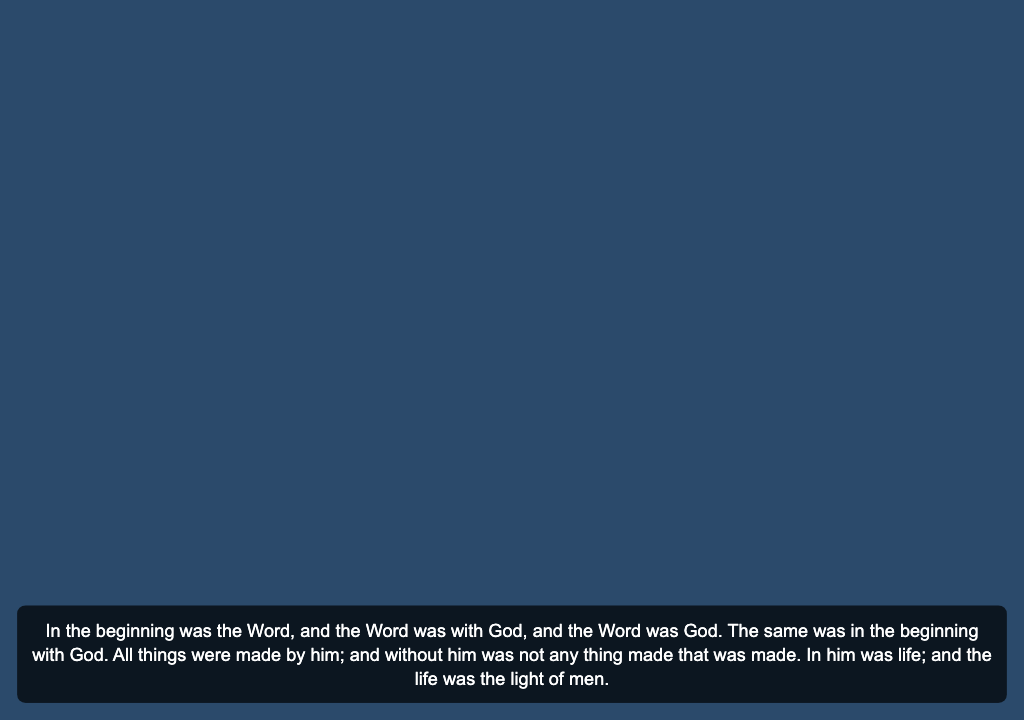 In the beginning was the Word, and the Word was with God, and the Word was God. The same was in the beginning
with God. All things were made by him; and without him was not any thing made that was made. In him was life; and the
life was the light of men.